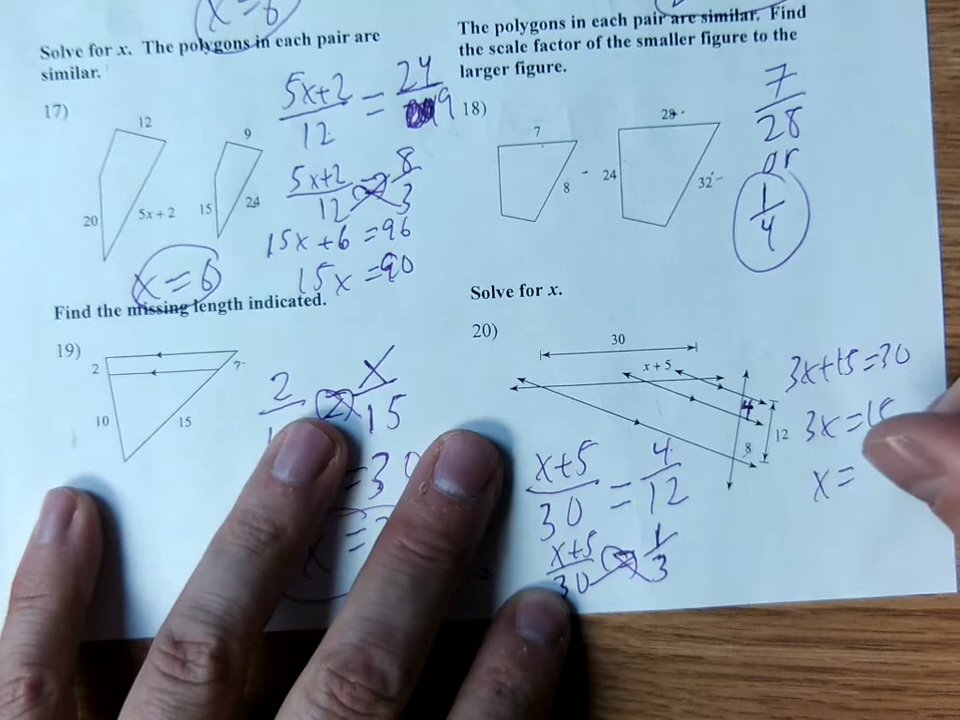 x = 6
Solve for x. The polygons in each pair are
similar.
17)
12
20
5x + 2
9
15
24
5x+2 = 24
12 9
5x+2 = 8
12 3
15x + 6 = 96
15x = 90
x = 6
The polygons in each pair are similar. Find
the scale factor of the smaller figure to the
larger figure.
18)
7
8
28
24
32
7
28
or
1
4
Find the missing length indicated.
19)
2
?
10
15
2 x
15
=30
x =
Solve for x.
20)
30
x + 5
4
12
8
x+5 = 4
30 12
x+5 = 1
30 3
3x+15=30
3x=15
x=